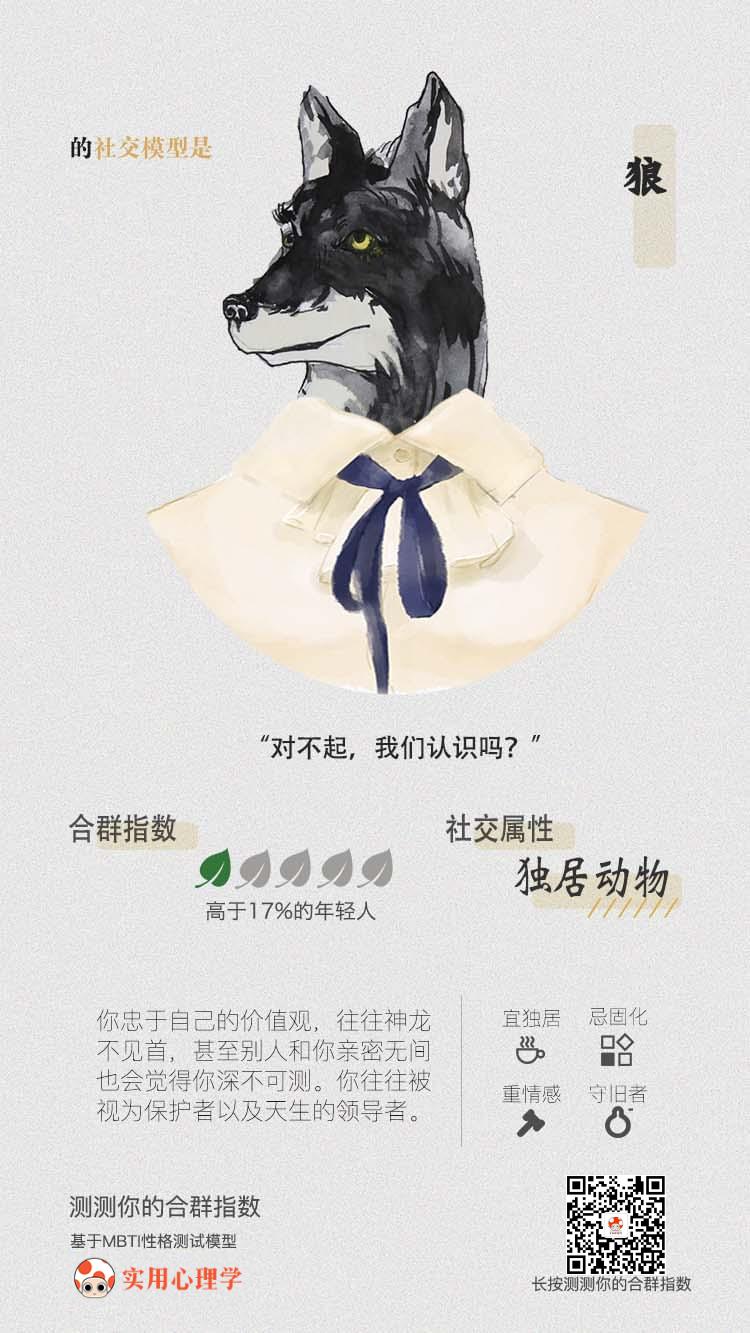 的社交模型是
狼
“对不起，我们认识吗？”
合群指数
高于17%的年轻人
社交属性
独居动物
你忠于自己的价值观，往往神龙
不见首，甚至别人和你亲密无间
也会觉得你深不可测。你往往被
视为保护者以及天生的领导者。
宜独居
忌固化
重情感
守旧者
测测你的合群指数
基于MBTI性格测试模型
实用心理学
长按测测你的合群指数